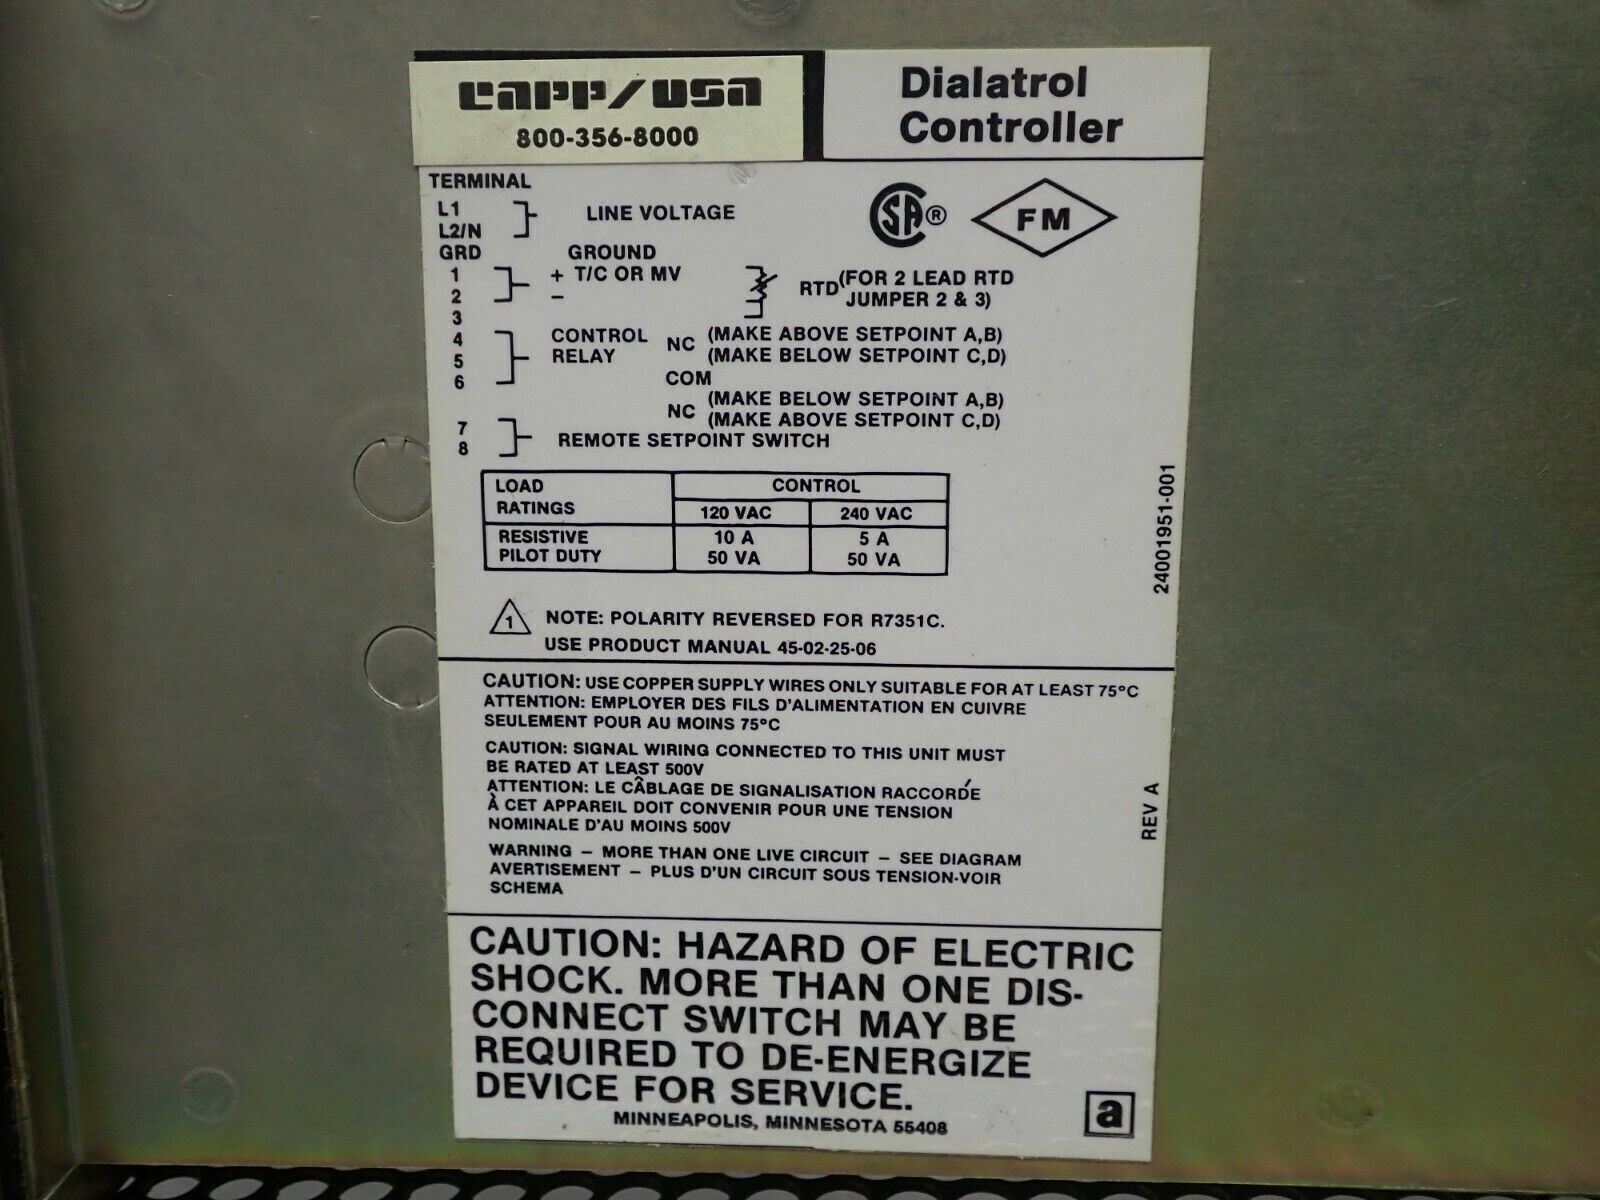 CAPP/USA
800-356-8000
Dialatrol
Controller
TERMINAL
L1
L2/N
LINE VOLTAGE
CSA ®
FM
GRD
GROUND
1
2
3
+ T/C OR MV
–
RTD (FOR 2 LEAD RTD
JUMPER 2 & 3)
4
5
6
CONTROL
RELAY
NC (MAKE ABOVE SETPOINT A,B)
(MAKE BELOW SETPOINT C,D)
COM
NC (MAKE BELOW SETPOINT A,B)
(MAKE ABOVE SETPOINT C,D)
7
8
REMOTE SETPOINT SWITCH
LOAD RATINGS
CONTROL
120 VAC 240 VAC
RESISTIVE 10 A 5 A
PILOT DUTY 50 VA 50 VA
24001951-001
1 NOTE: POLARITY REVERSED FOR R7351C.
USE PRODUCT MANUAL 45-02-25-06
CAUTION: USE COPPER SUPPLY WIRES ONLY SUITABLE FOR AT LEAST 75°C
ATTENTION: EMPLOYER DES FILS D'ALIMENTATION EN CUIVRE
SEULEMENT POUR AU MOINS 75°C
CAUTION: SIGNAL WIRING CONNECTED TO THIS UNIT MUST
BE RATED AT LEAST 500V
ATTENTION: LE CÂBLAGE DE SIGNALISATION RACCORDÉ
À CET APPAREIL DOIT CONVENIR POUR UNE TENSION
NOMINALE D'AU MOINS 500V
REV A
WARNING – MORE THAN ONE LIVE CIRCUIT – SEE DIAGRAM
AVERTISEMENT – PLUS D'UN CIRCUIT SOUS TENSION-VOIR
SCHEMA
CAUTION: HAZARD OF ELECTRIC
SHOCK. MORE THAN ONE DIS-
CONNECT SWITCH MAY BE
REQUIRED TO DE-ENERGIZE
DEVICE FOR SERVICE.
MINNEAPOLIS, MINNESOTA 55408
a